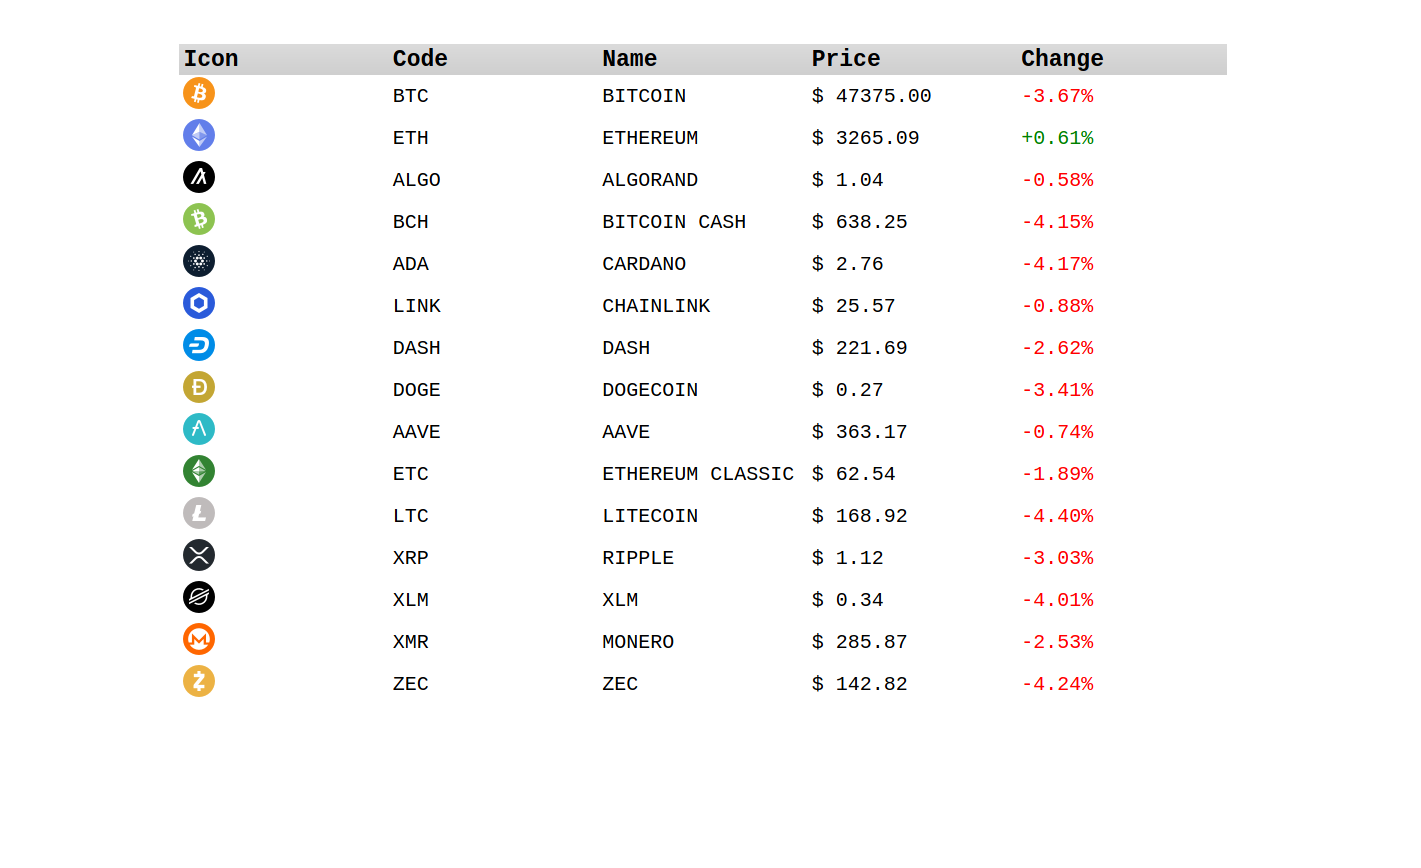 Icon Code Name Price Change
BTC BITCOIN $ 47375.00 -3.67%
ETH ETHEREUM $ 3265.09 +0.61%
ALGO ALGORAND $ 1.04 -0.58%
BCH BITCOIN CASH $ 638.25 -4.15%
ADA CARDANO $ 2.76 -4.17%
LINK CHAINLINK $ 25.57 -0.88%
DASH DASH $ 221.69 -2.62%
DOGE DOGECOIN $ 0.27 -3.41%
AAVE AAVE $ 363.17 -0.74%
ETC ETHEREUM CLASSIC $ 62.54 -1.89%
LTC LITECOIN $ 168.92 -4.40%
XRP RIPPLE $ 1.12 -3.03%
XLM XLM $ 0.34 -4.01%
XMR MONERO $ 285.87 -2.53%
ZEC ZEC $ 142.82 -4.24%